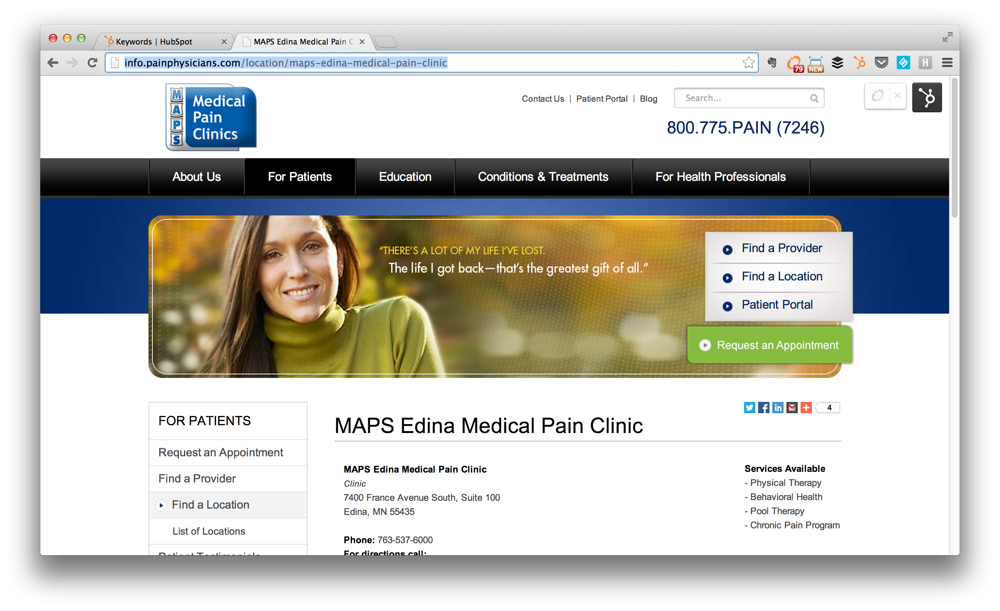 Keywords | HubSpot
MAPS Edina Medical Pain C
info.painphysicians.com/location/maps-edina-medical-pain-clinic
79
NEW
H
MAPS
Medical
Pain
Clinics
Contact Us | Patient Portal | Blog
Search...
800.775.PAIN (7246)
About Us
For Patients
Education
Conditions & Treatments
For Health Professionals
“THERE’S A LOT OF MY LIFE I’VE LOST.
The life I got back—that’s the greatest gift of all.”
Find a Provider
Find a Location
Patient Portal
Request an Appointment
4
FOR PATIENTS
Request an Appointment
Find a Provider
Find a Location
List of Locations
Patient Testimonials
MAPS Edina Medical Pain Clinic
MAPS Edina Medical Pain Clinic
Clinic
7400 France Avenue South, Suite 100
Edina, MN 55435
Phone: 763-537-6000
For directions call:
Services Available
- Physical Therapy
- Behavioral Health
- Pool Therapy
- Chronic Pain Program